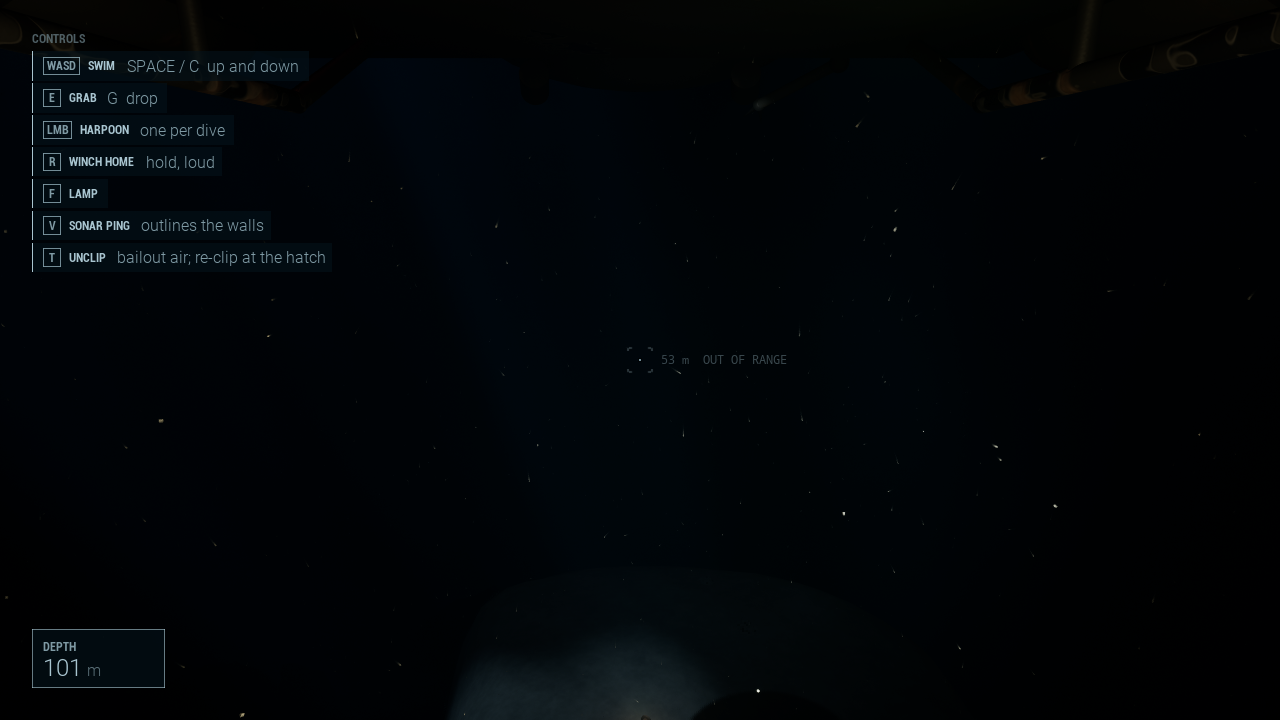 CONTROLS
WASD SWIM SPACE / C up and down
E GRAB G drop
LMB HARPOON one per dive
R WINCH HOME hold, loud
F LAMP
V SONAR PING outlines the walls
T UNCLIP bailout air; re-clip at the hatch
53 m OUT OF RANGE
DEPTH
101 m